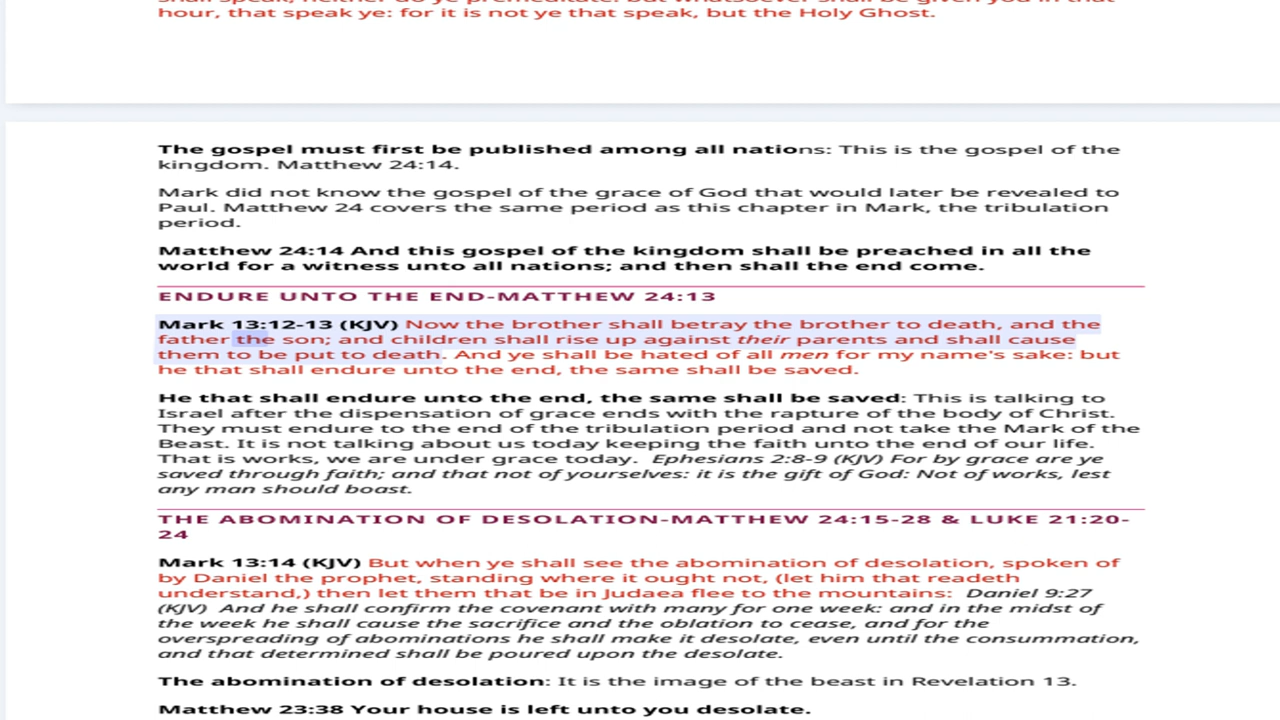 shall speak, neither do ye premeditate: but whatsoever shall be given you in that
hour, that speak ye: for it is not ye that speak, but the Holy Ghost.
The gospel must first be published among all nations: This is the gospel of the
kingdom. Matthew 24:14.
Mark did not know the gospel of the grace of God that would later be revealed to
Paul. Matthew 24 covers the same period as this chapter in Mark, the tribulation
period.
Matthew 24:14 And this gospel of the kingdom shall be preached in all the
world for a witness unto all nations; and then shall the end come.
ENDURE UNTO THE END-MATTHEW 24:13
Mark 13:12-13 (KJV) Now the brother shall betray the brother to death, and the
father the son; and children shall rise up against their parents and shall cause
them to be put to death. And ye shall be hated of all men for my name's sake: but
he that shall endure unto the end, the same shall be saved.
He that shall endure unto the end, the same shall be saved: This is talking to
Israel after the dispensation of grace ends with the rapture of the body of Christ.
They must endure to the end of the tribulation period and not take the Mark of the
Beast. It is not talking about us today keeping the faith unto the end of our life.
That is works, we are under grace today. Ephesians 2:8-9 (KJV) For by grace are ye
saved through faith; and that not of yourselves: it is the gift of God: Not of works, lest
any man should boast.
THE ABOMINATION OF DESOLATION-MATTHEW 24:15-28 & LUKE 21:20-
24
Mark 13:14 (KJV) But when ye shall see the abomination of desolation, spoken of
by Daniel the prophet, standing where it ought not, (let him that readeth
understand,) then let them that be in Judaea flee to the mountains: Daniel 9:27
(KJV) And he shall confirm the covenant with many for one week: and in the midst of
the week he shall cause the sacrifice and the oblation to cease, and for the
overspreading of abominations he shall make it desolate, even until the consummation,
and that determined shall be poured upon the desolate.
The abomination of desolation: It is the image of the beast in Revelation 13.
Matthew 23:38 Your house is left unto you desolate.